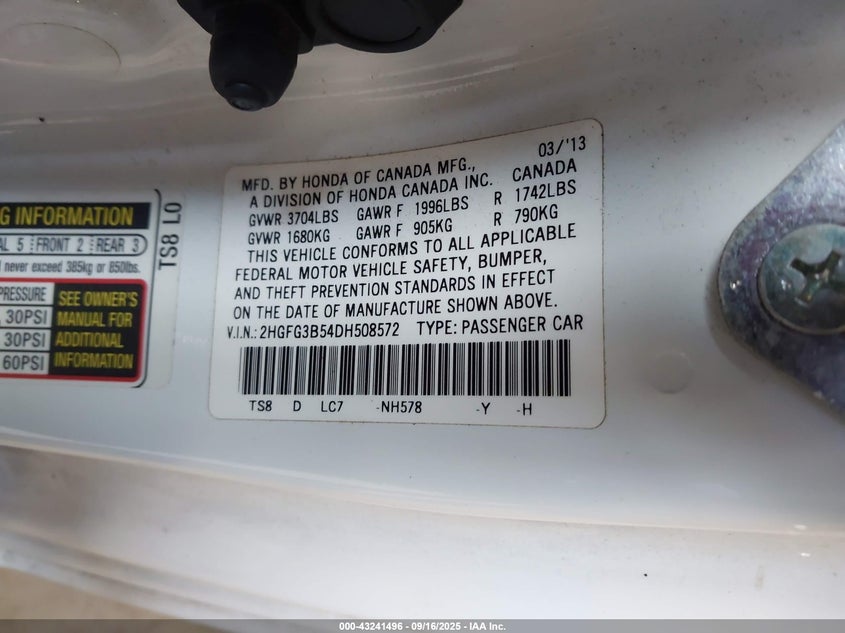 G INFORMATION
AL 5 FRONT 2 REAR 3
never exceed 385kg or 850lbs.
PRESSURE SEE OWNER'S
30PSI MANUAL FOR
30PSI ADDITIONAL
60PSI INFORMATION
TS8 L0
03/'13
MFD. BY HONDA OF CANADA MFG.,
A DIVISION OF HONDA CANADA INC. CANADA
GVWR 3704LBS GAWR F 1996LBS R 1742LBS
GVWR 1680KG GAWR F 905KG R 790KG
THIS VEHICLE CONFORMS TO ALL APPLICABLE
FEDERAL MOTOR VEHICLE SAFETY, BUMPER,
AND THEFT PREVENTION STANDARDS IN EFFECT
ON THE DATE OF MANUFACTURE SHOWN ABOVE.
V.I.N.: 2HGFG3B54DH508572 TYPE: PASSENGER CAR
TS8 D LC7 -NH578 -Y -H
000-43241496 - 09/16/2025 - IAA Inc.